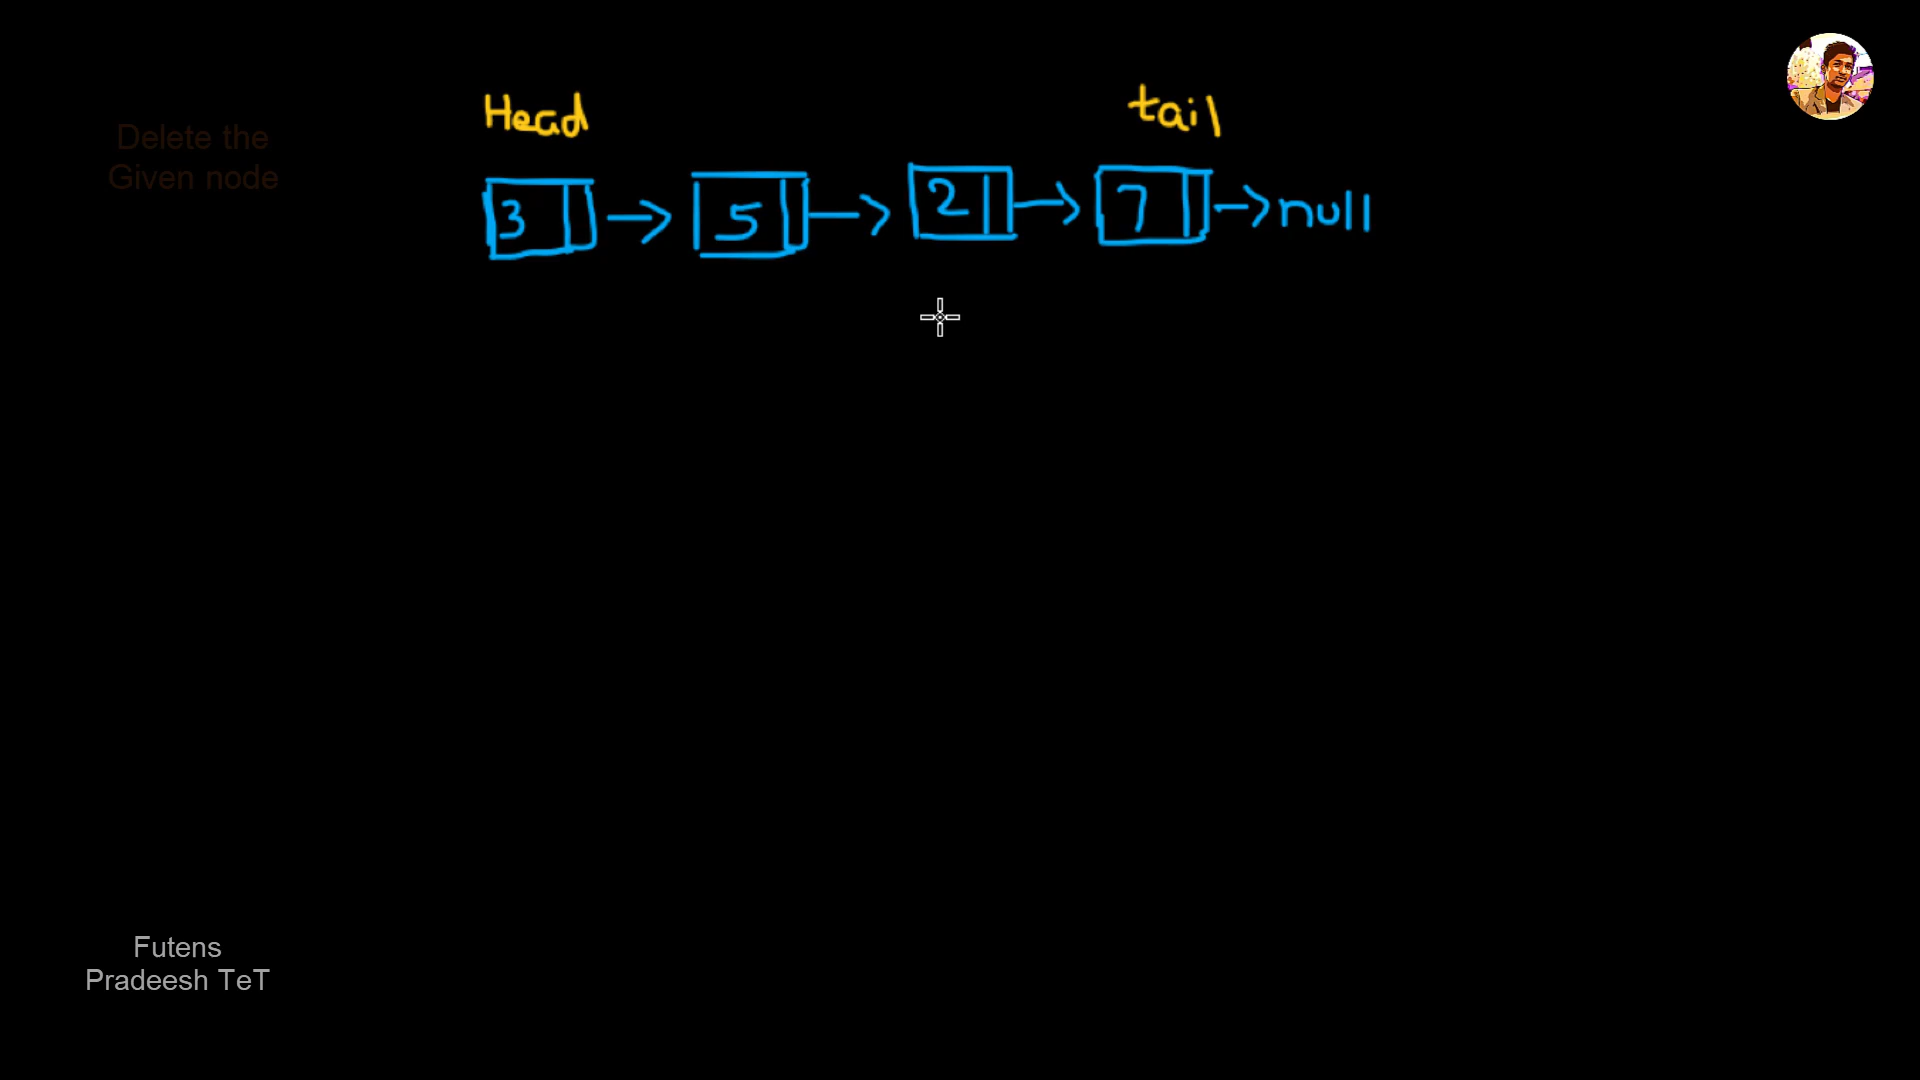 Head
tail
Delete the
Given node
3 → 5 → 2 → 7 → null
Futens
Pradeesh TeT